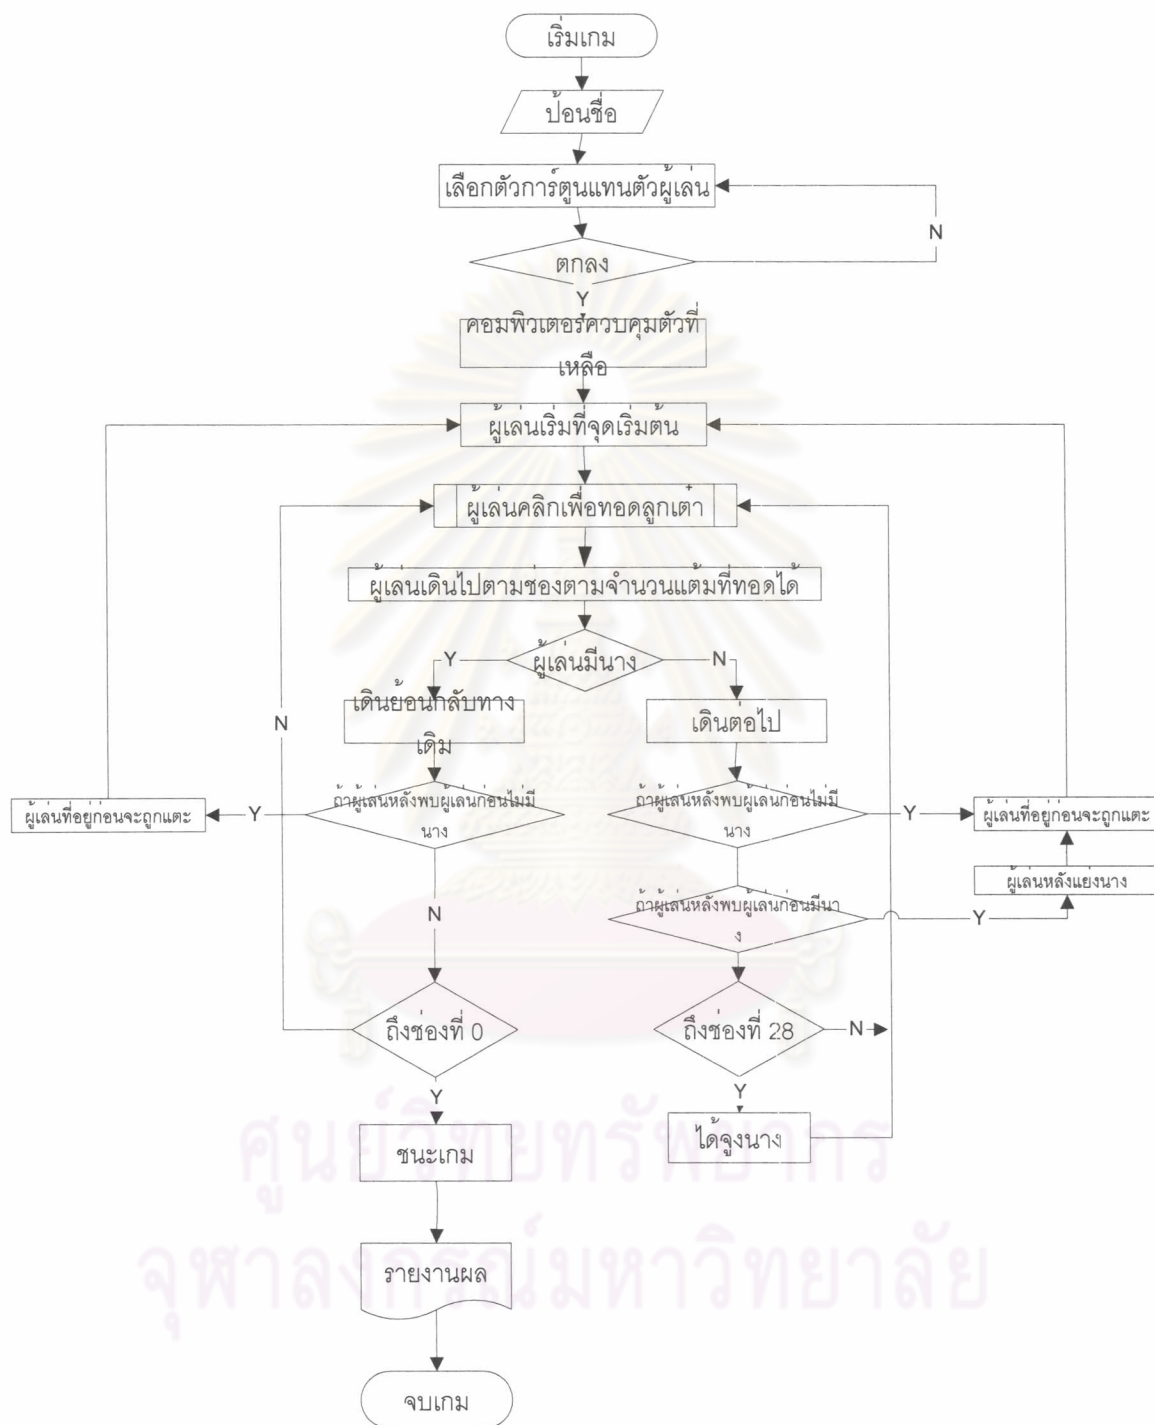 เริ่มเกม
ป้อนชื่อ
เลือกตัวการ์ตูนแทนตัวผู้เล่น
N
ตกลง
Y
คอมพิวเตอร์ควบคุมตัวที่
เหลือ
ผู้เล่นเริ่มที่จุดเริ่มต้น
ผู้เล่นคลิกเพื่อทอดลูกเต๋า
ผู้เล่นเดินไปตามช่องตามจำนวนแต้มที่ทอดได้
Y
ผู้เล่นมีนาง
N
เดินย้อนกลับทาง
เดิม
เดินต่อไป
N
ถ้าผู้เล่นหลังพบผู้เล่นก่อนไม่มี
นาง
ถ้าผู้เล่นหลังพบผู้เล่นก่อนไม่มี
นาง
ผู้เล่นที่อยู่ก่อนจะถูกแตะ
Y
Y
ผู้เล่นที่อยู่ก่อนจะถูกแตะ
ผู้เล่นหลังแย่งนาง
N
ถ้าผู้เล่นหลังพบผู้เล่นก่อนมีนา
ง
Y
ถึงช่องที่ 0
ถึงช่องที่ 28
N
Y
Y
ชนะเกม
ได้จูงนาง
ศูนย์วิทยทรัพยากร
จุฬาลงกรณ์มหาวิทยาลัย
รายงานผล
จบเกม